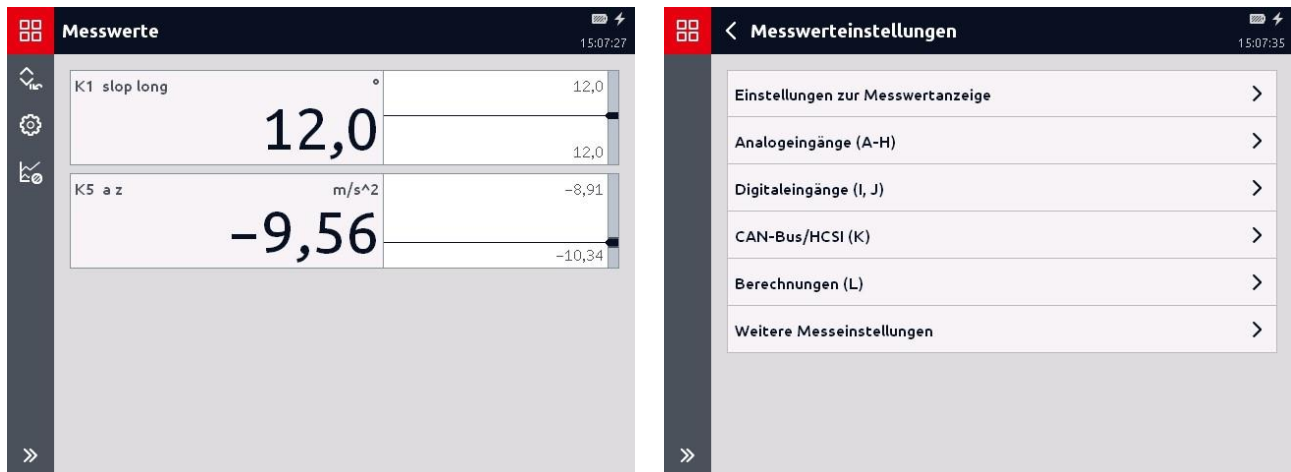 Messwerte
15:07:27
K1 slop long
°
12,0
12,0
12,0
K5 a z
m/s^2
−9,56
−8,91
−10,34
Messwerteinstellungen
15:07:35
Einstellungen zur Messwertanzeige
Analogeingänge (A-H)
Digitaleingänge (I, J)
CAN-Bus/HCSI (K)
Berechnungen (L)
Weitere Messeinstellungen